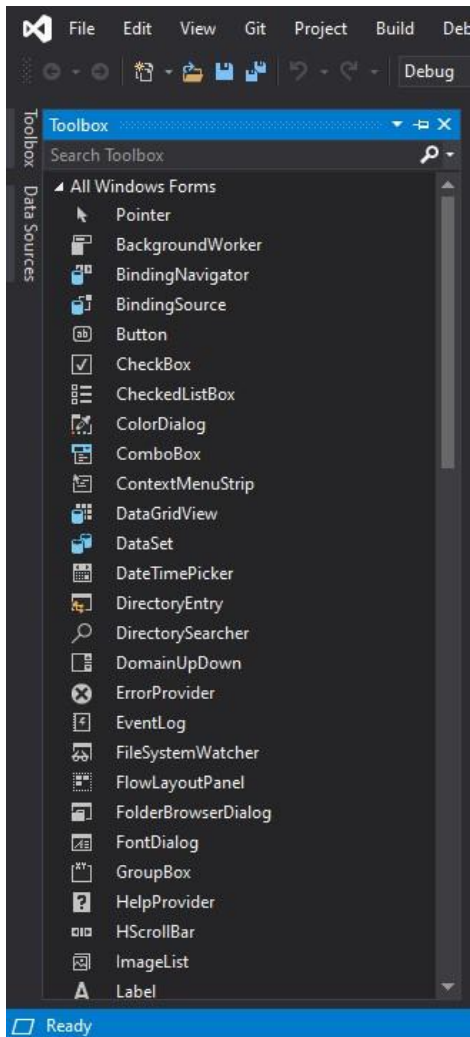 File Edit View Git Project Build Deb
Debug
Toolbox
Data Sources
Toolbox
Search Toolbox
All Windows Forms
Pointer
BackgroundWorker
BindingNavigator
BindingSource
Button
CheckBox
CheckedListBox
ColorDialog
ComboBox
ContextMenuStrip
DataGridView
DataSet
DateTimePicker
DirectoryEntry
DirectorySearcher
DomainUpDown
ErrorProvider
EventLog
FileSystemWatcher
FlowLayoutPanel
FolderBrowserDialog
FontDialog
GroupBox
HelpProvider
HScrollBar
ImageList
Label
Ready